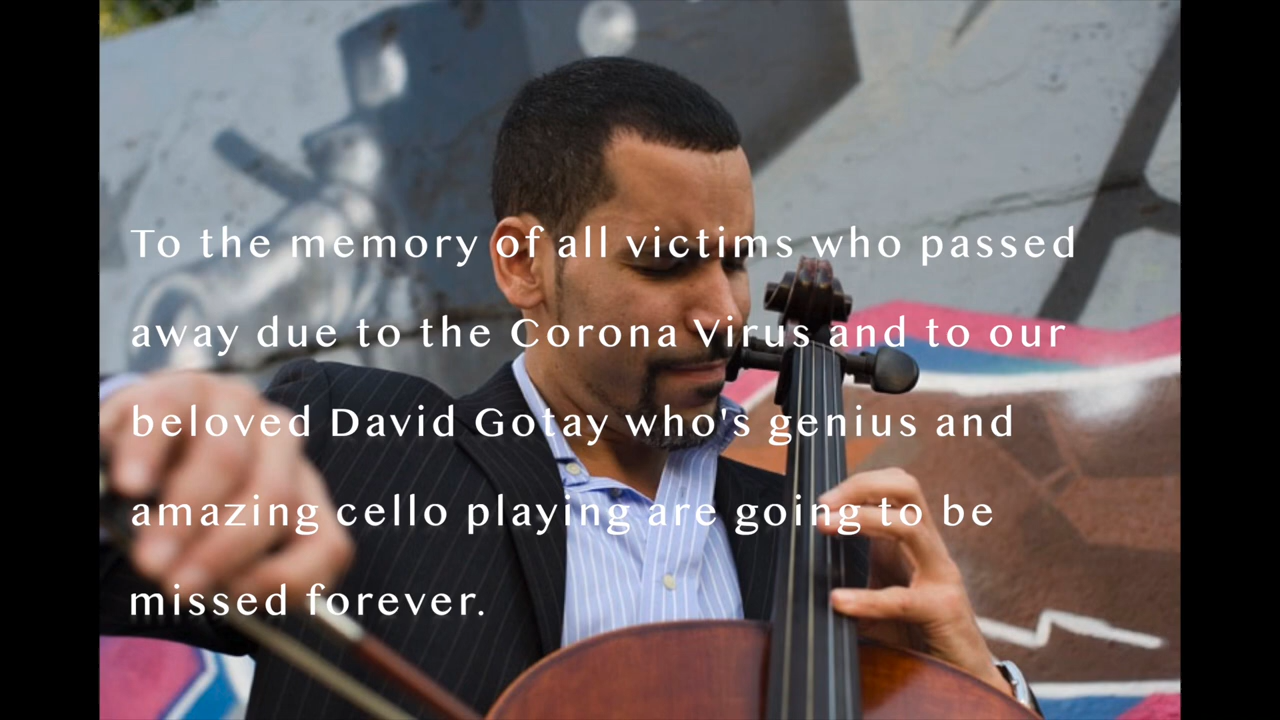 To the memory of all victims who passed
away due to the Corona Virus and to our
beloved David Gotay who's genius and
amazing cello playing are going to be
missed forever.